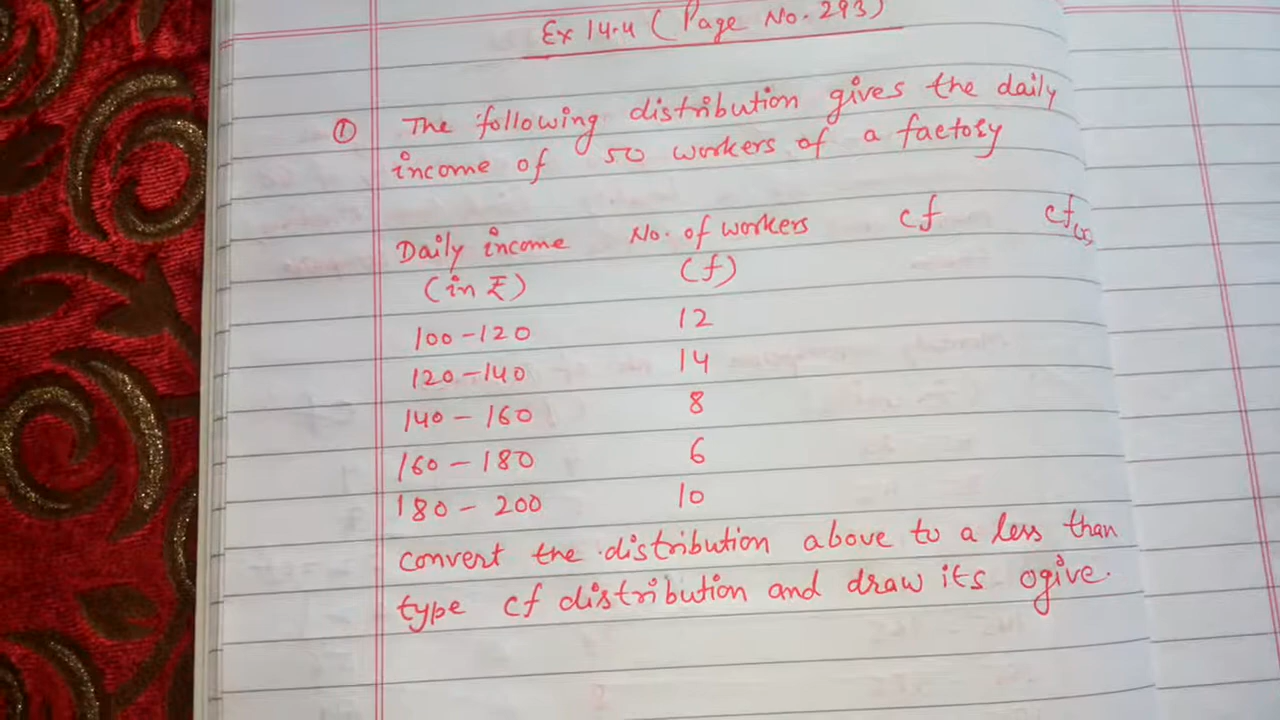 Ex 14.4 (Page No. 293)
① The following distribution gives the daily
income of 50 workers of a factory
Daily income No. of workers cf cf(s)
(in ₹) (f)
100-120 12
120-140 14
140 - 160 8
160 - 180 6
180 - 200 10
convert the distribution above to a less than
type cf distribution and draw its ogive.